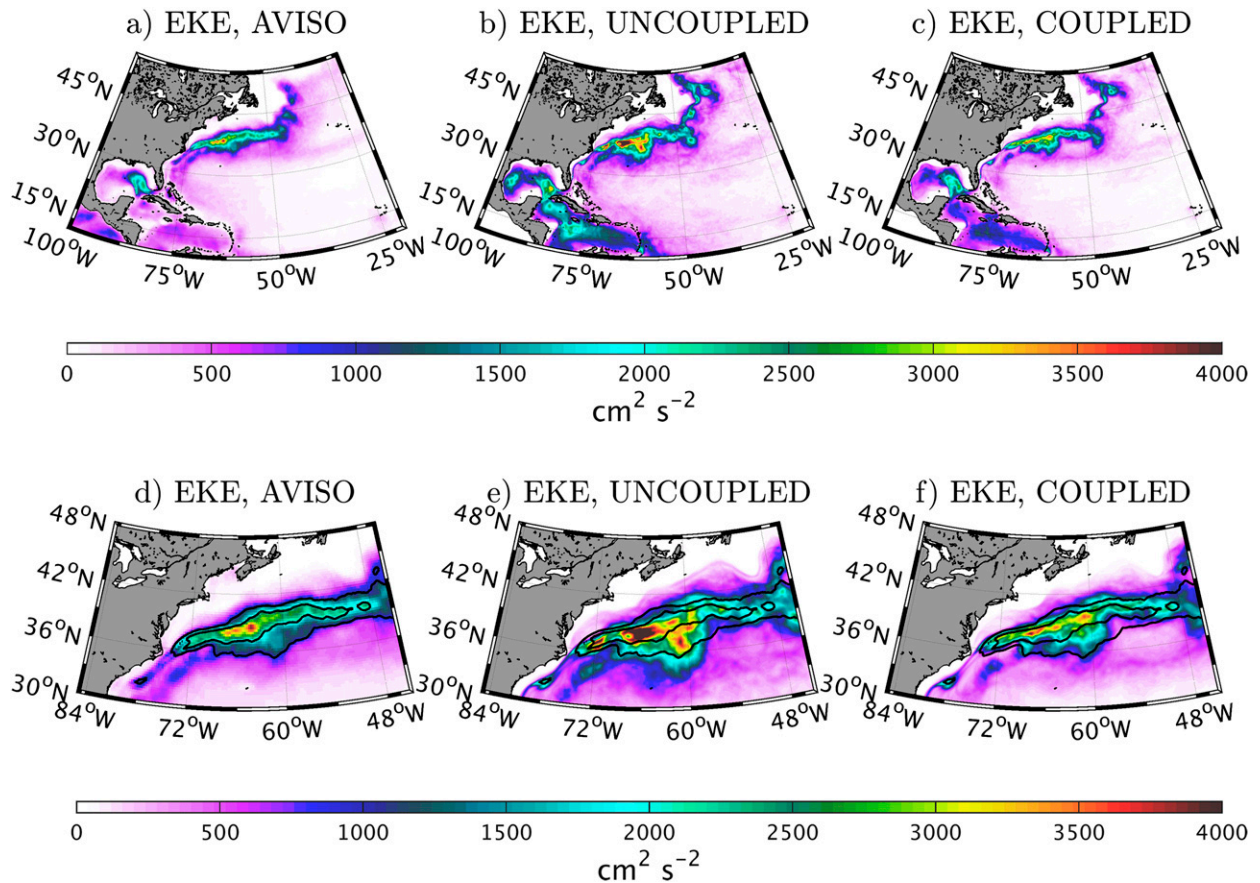 a) EKE, AVISO b) EKE, UNCOUPLED c) EKE, COUPLED
45°N 45°N 45°N
30°N 30°N 30°N
15°N 15°N 15°N
100°W 75°W 50°W 25°W 100°W 75°W 50°W 25°W 100°W 75°W 50°W 25°W
0 500 1000 1500 2000 2500 3000 3500 4000
cm² s⁻²
d) EKE, AVISO e) EKE, UNCOUPLED f) EKE, COUPLED
48°N 48°N 48°N
42°N 42°N 42°N
36°N 36°N 36°N
30°N 30°N 30°N
84°W 72°W 60°W 48°W 84°W 72°W 60°W 48°W 84°W 72°W 60°W 48°W
0 500 1000 1500 2000 2500 3000 3500 4000
cm² s⁻²